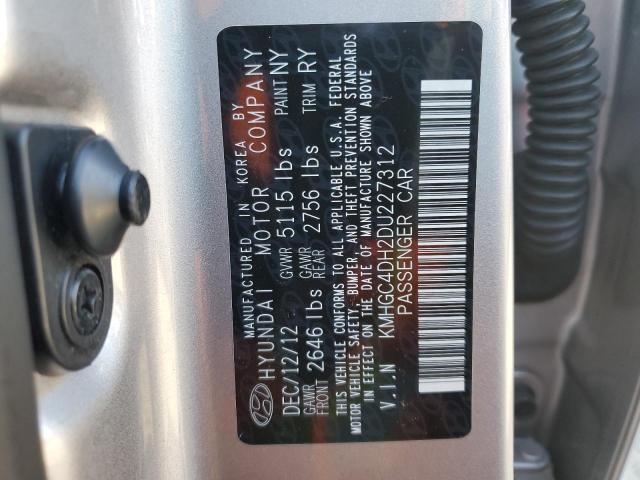 MANUFACTURED IN KOREA BY
HYUNDAI MOTOR COMPANY
DEC/12/12 GVWR 5115 lbs PAINT NY
GAWR FRONT 2646 lbs GAWR REAR 2756 lbs TRIM RY
THIS VEHICLE CONFORMS TO ALL APPLICABLE U.S.A. FEDERAL
MOTOR VEHICLE SAFETY, BUMPER, AND THEFT PREVENTION STANDARDS
IN EFFECT ON THE DATE OF MANUFACTURE SHOWN ABOVE
V.I.N KMHGC4DH2DU227312
PASSENGER CAR